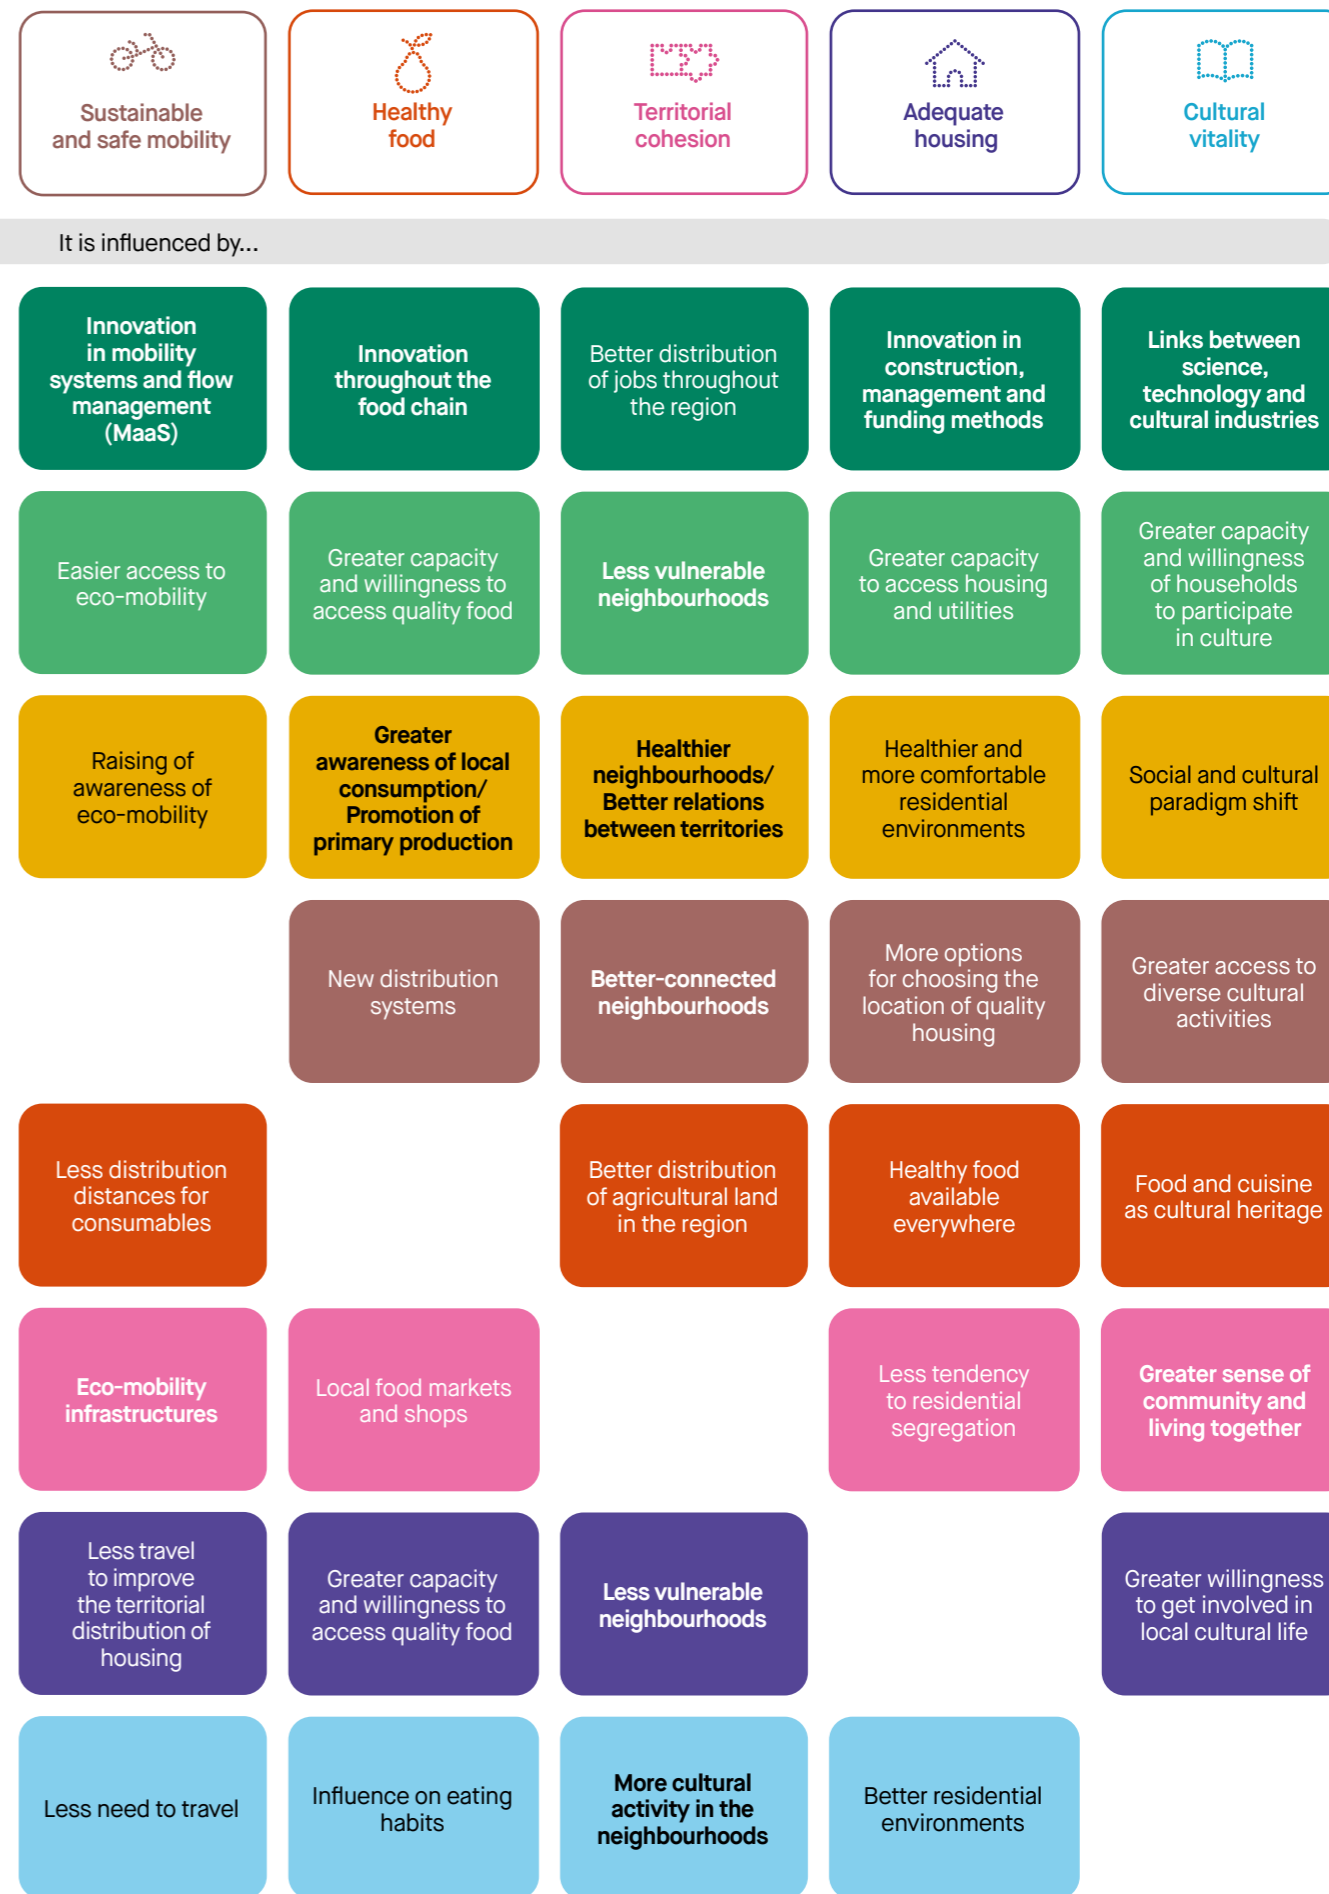 Sustainable
and safe mobility
Healthy
food
Territorial
cohesion
Adequate
housing
Cultural
vitality
It is influenced by...
Innovation
in mobility
systems and flow
management
(MaaS)
Innovation
throughout the
food chain
Better distribution
of jobs throughout
the region
Innovation in
construction,
management and
funding methods
Links between
science,
technology and
cultural industries
Easier access to
eco-mobility
Greater capacity
and willingness to
access quality food
Less vulnerable
neighbourhoods
Greater capacity
to access housing
and utilities
Greater capacity
and willingness
of households
to participate
in culture
Raising of
awareness of
eco-mobility
Greater
awareness of local
consumption/
Promotion of
primary production
Healthier
neighbourhoods/
Better relations
between territories
Healthier and
more comfortable
residential
environments
Social and cultural
paradigm shift
New distribution
systems
Better-connected
neighbourhoods
More options
for choosing the
location of quality
housing
Greater access to
diverse cultural
activities
Less distribution
distances for
consumables
Better distribution
of agricultural land
in the region
Healthy food
available
everywhere
Food and cuisine
as cultural heritage
Eco-mobility
infrastructures
Local food markets
and shops
Less tendency
to residential
segregation
Greater sense of
community and
living together
Less travel
to improve
the territorial
distribution of
housing
Greater capacity
and willingness to
access quality food
Less vulnerable
neighbourhoods
Greater willingness
to get involved in
local cultural life
Less need to travel
Influence on eating
habits
More cultural
activity in the
neighbourhoods
Better residential
environments